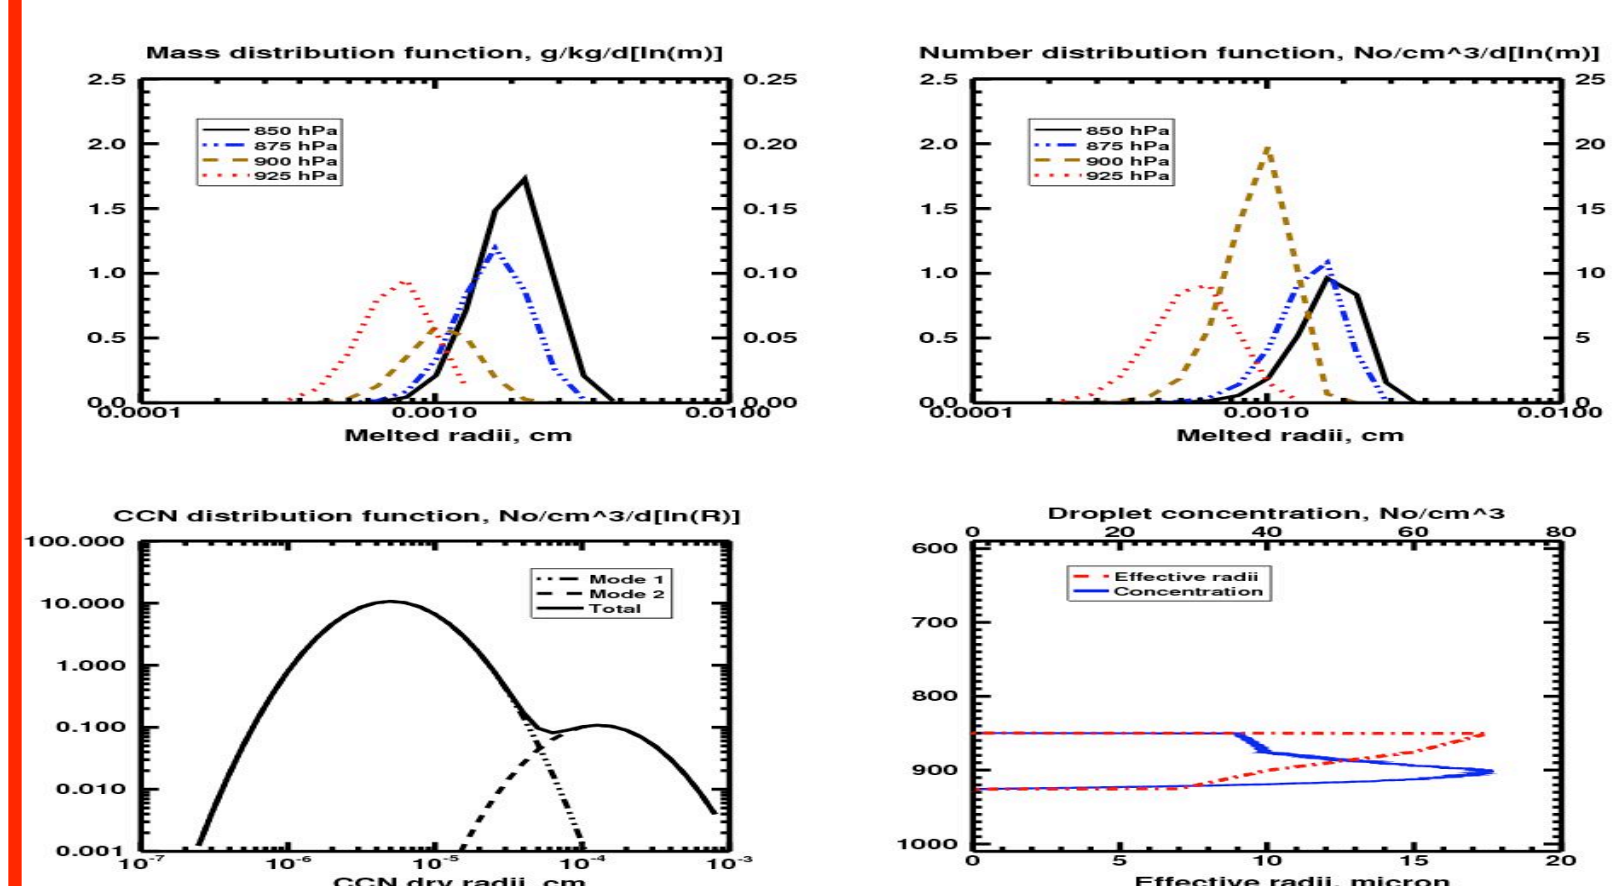 Mass distribution function, g/kg/d[ln(m)]
2.5 0.25
850 hPa
875 hPa
900 hPa
925 hPa
2.0 0.20
1.5 0.15
1.0 0.10
0.5 0.05
0.0 0.00
0.0001 0.0010 0.0100
Melted radii, cm
Number distribution function, No/cm^3/d[ln(m)]
2.5 25
850 hPa
875 hPa
900 hPa
925 hPa
2.0 20
1.5 15
1.0 10
0.5 5
0.0 0
0.0001 0.0010 0.0100
Melted radii, cm
CCN distribution function, No/cm^3/d[ln(R)]
100.000
Mode 1
Mode 2
Total
10.000
1.000
0.100
0.010
0.001
10-7 10-6 10-5 10-4 10-3
CCN dry radii, cm
Droplet concentration, No/cm^3
0 20 40 60 80
600
Effective radii
Concentration
700
800
900
1000
0 5 10 15 20
Effective radii, micron